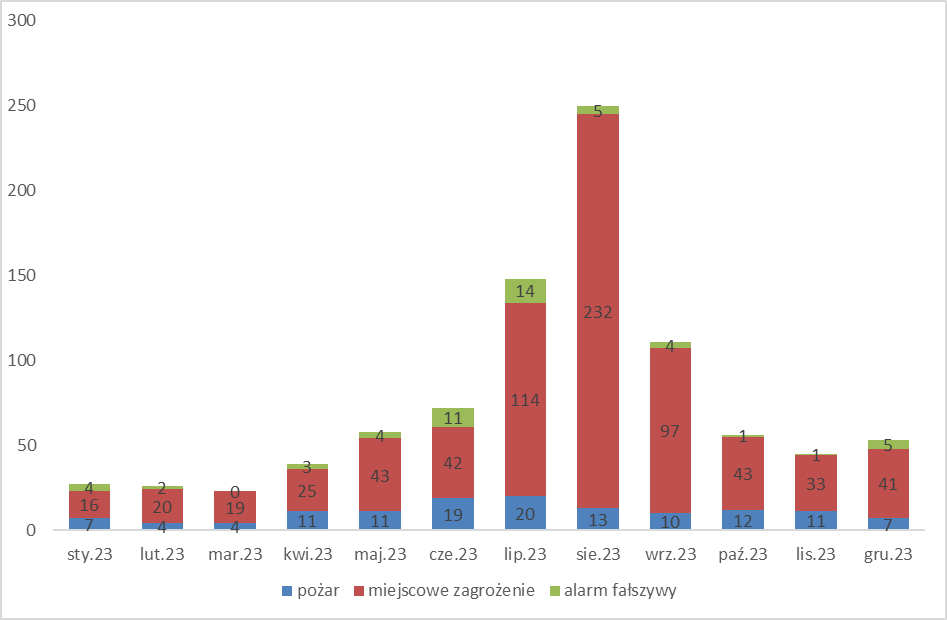 300
250
200
150
100
50
0
4 2 0 3 4 11 14 5 4 1 1 5
16 20 19 25 43 42 114 232 97 43 33 41
7 4 4 11 11 19 20 13 10 12 11 7
sty.23 lut.23 mar.23 kwi.23 maj.23 cze.23 lip.23 sie.23 wrz.23 paź.23 lis.23 gru.23
pożar miejscowe zagrożenie alarm fałszywy